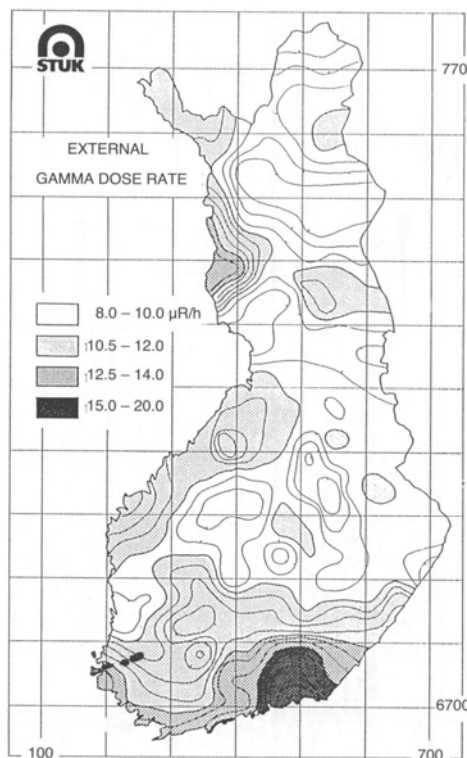 STUK
770
EXTERNAL
GAMMA DOSE RATE
8.0 – 10.0 µR/h
10.5 – 12.0
12.5 – 14.0
15.0 – 20.0
6700
100
700